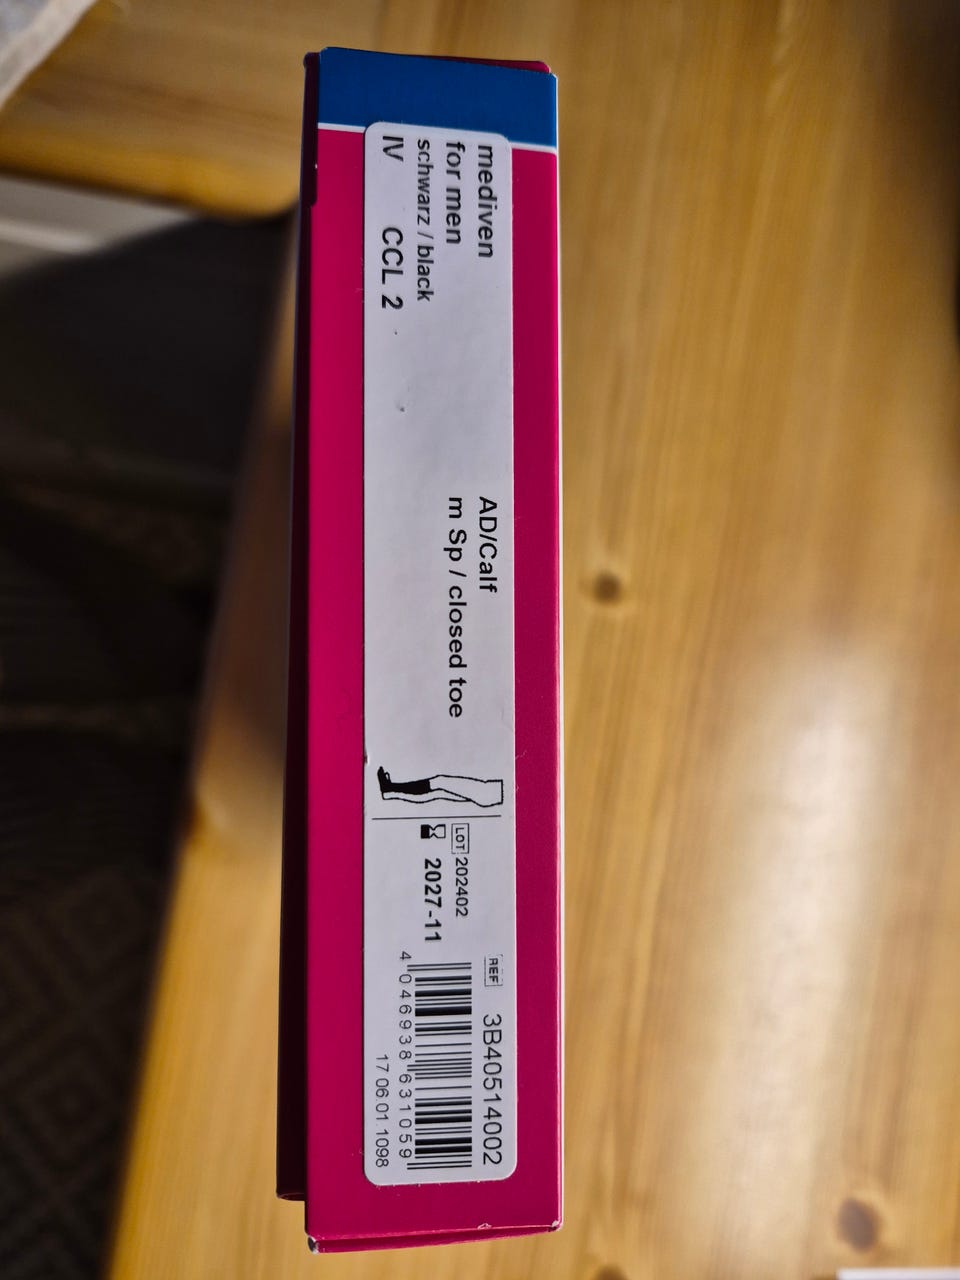 mediven
for men
schwarz / black
IV CCL 2
AD/Calf
m Sp / closed toe
LOT 202402
2027-11
REF 3B40514002
4 046938 631059
17 06 01 1098